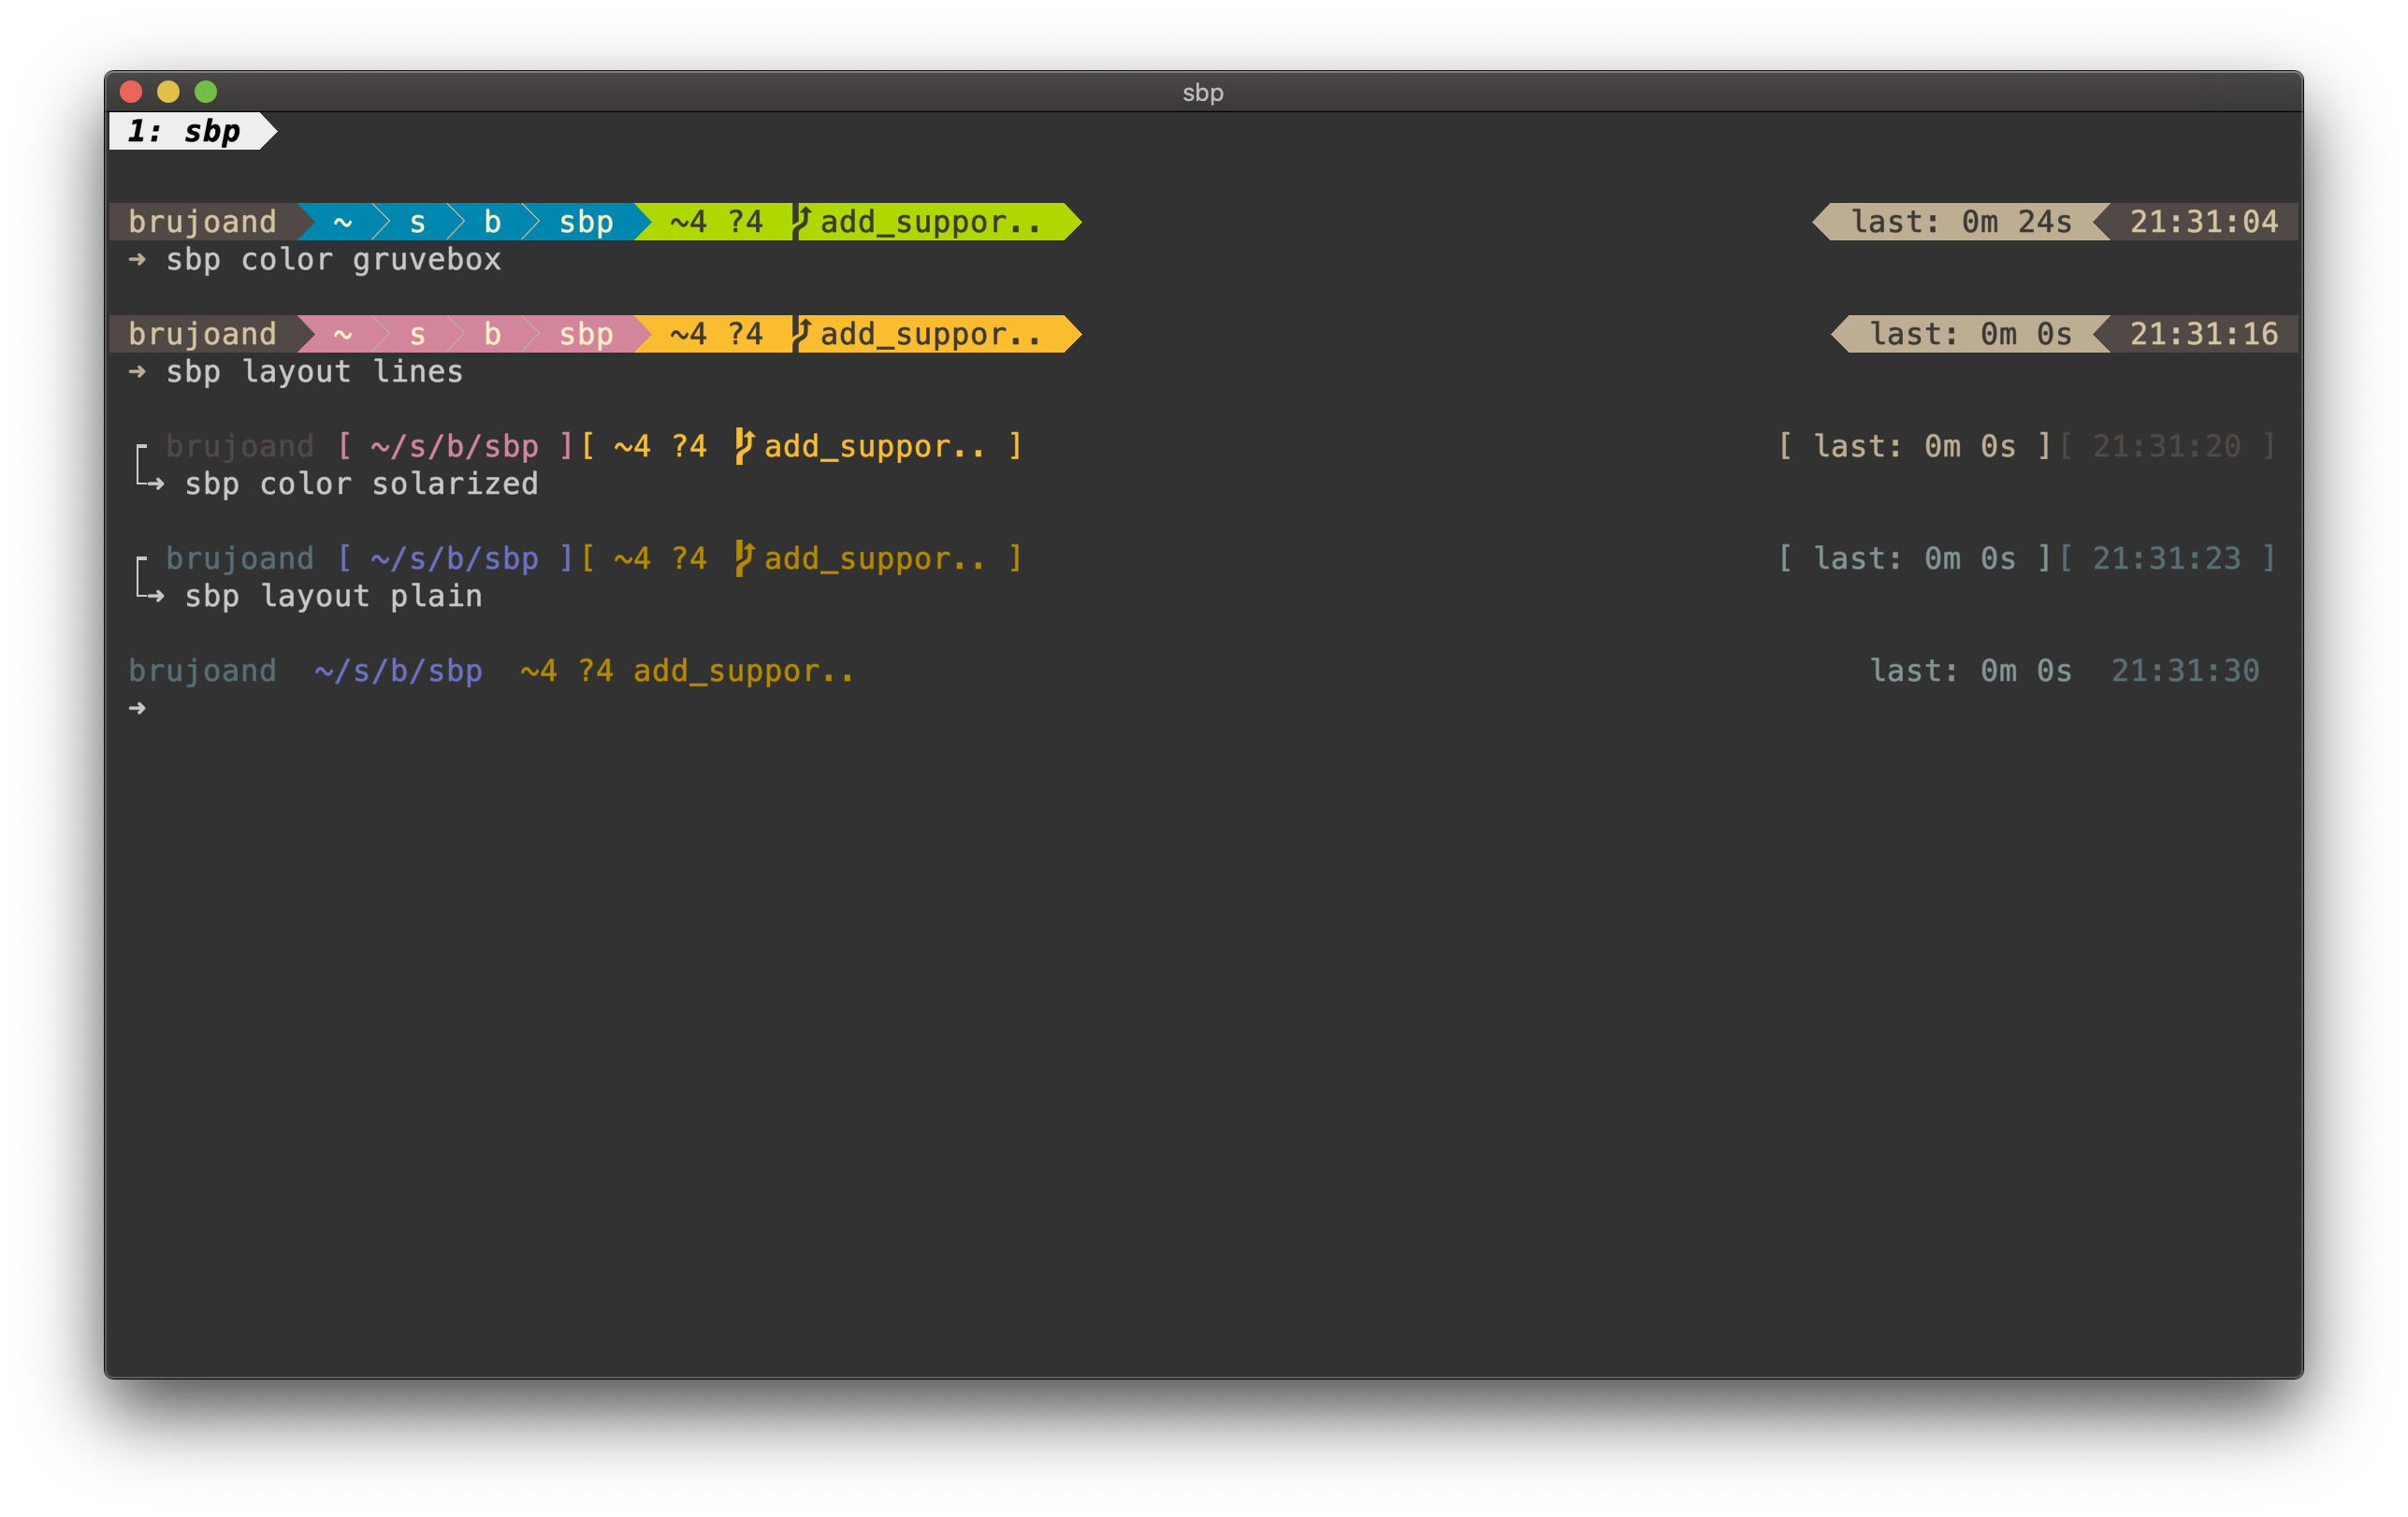 sbp
1: sbp
brujoand ~ s b sbp ~4 ?4 add_suppor.. last: 0m 24s 21:31:04
➜ sbp color gruvebox
brujoand ~ s b sbp ~4 ?4 add_suppor.. last: 0m 0s 21:31:16
➜ sbp layout lines
┌ brujoand [ ~/s/b/sbp ][ ~4 ?4 add_suppor.. ] [ last: 0m 0s ][ 21:31:20 ]
└➜ sbp color solarized
┌ brujoand [ ~/s/b/sbp ][ ~4 ?4 add_suppor.. ] [ last: 0m 0s ][ 21:31:23 ]
└➜ sbp layout plain
brujoand ~/s/b/sbp ~4 ?4 add_suppor.. last: 0m 0s 21:31:30
➜